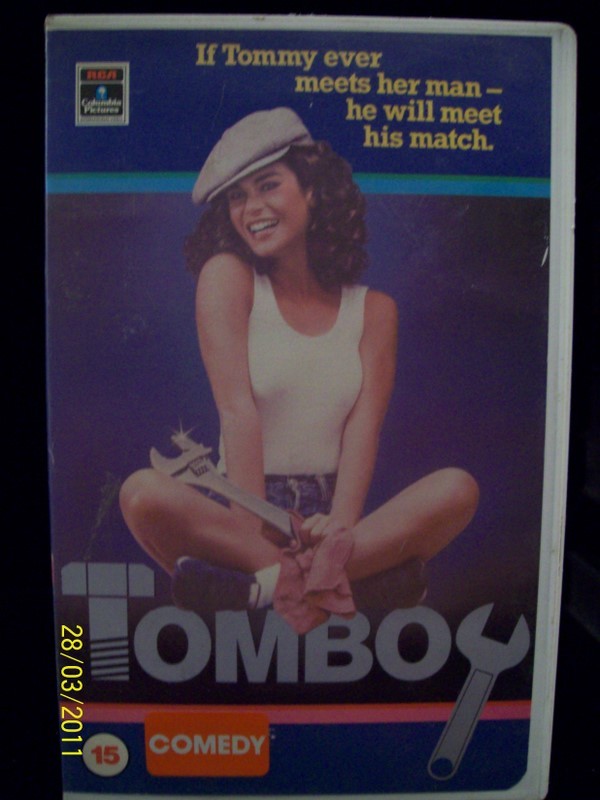 RCA
Columbia
Pictures
If Tommy ever
meets her man –
he will meet
his match.
TOMBOY
28/03/2011
15
COMEDY